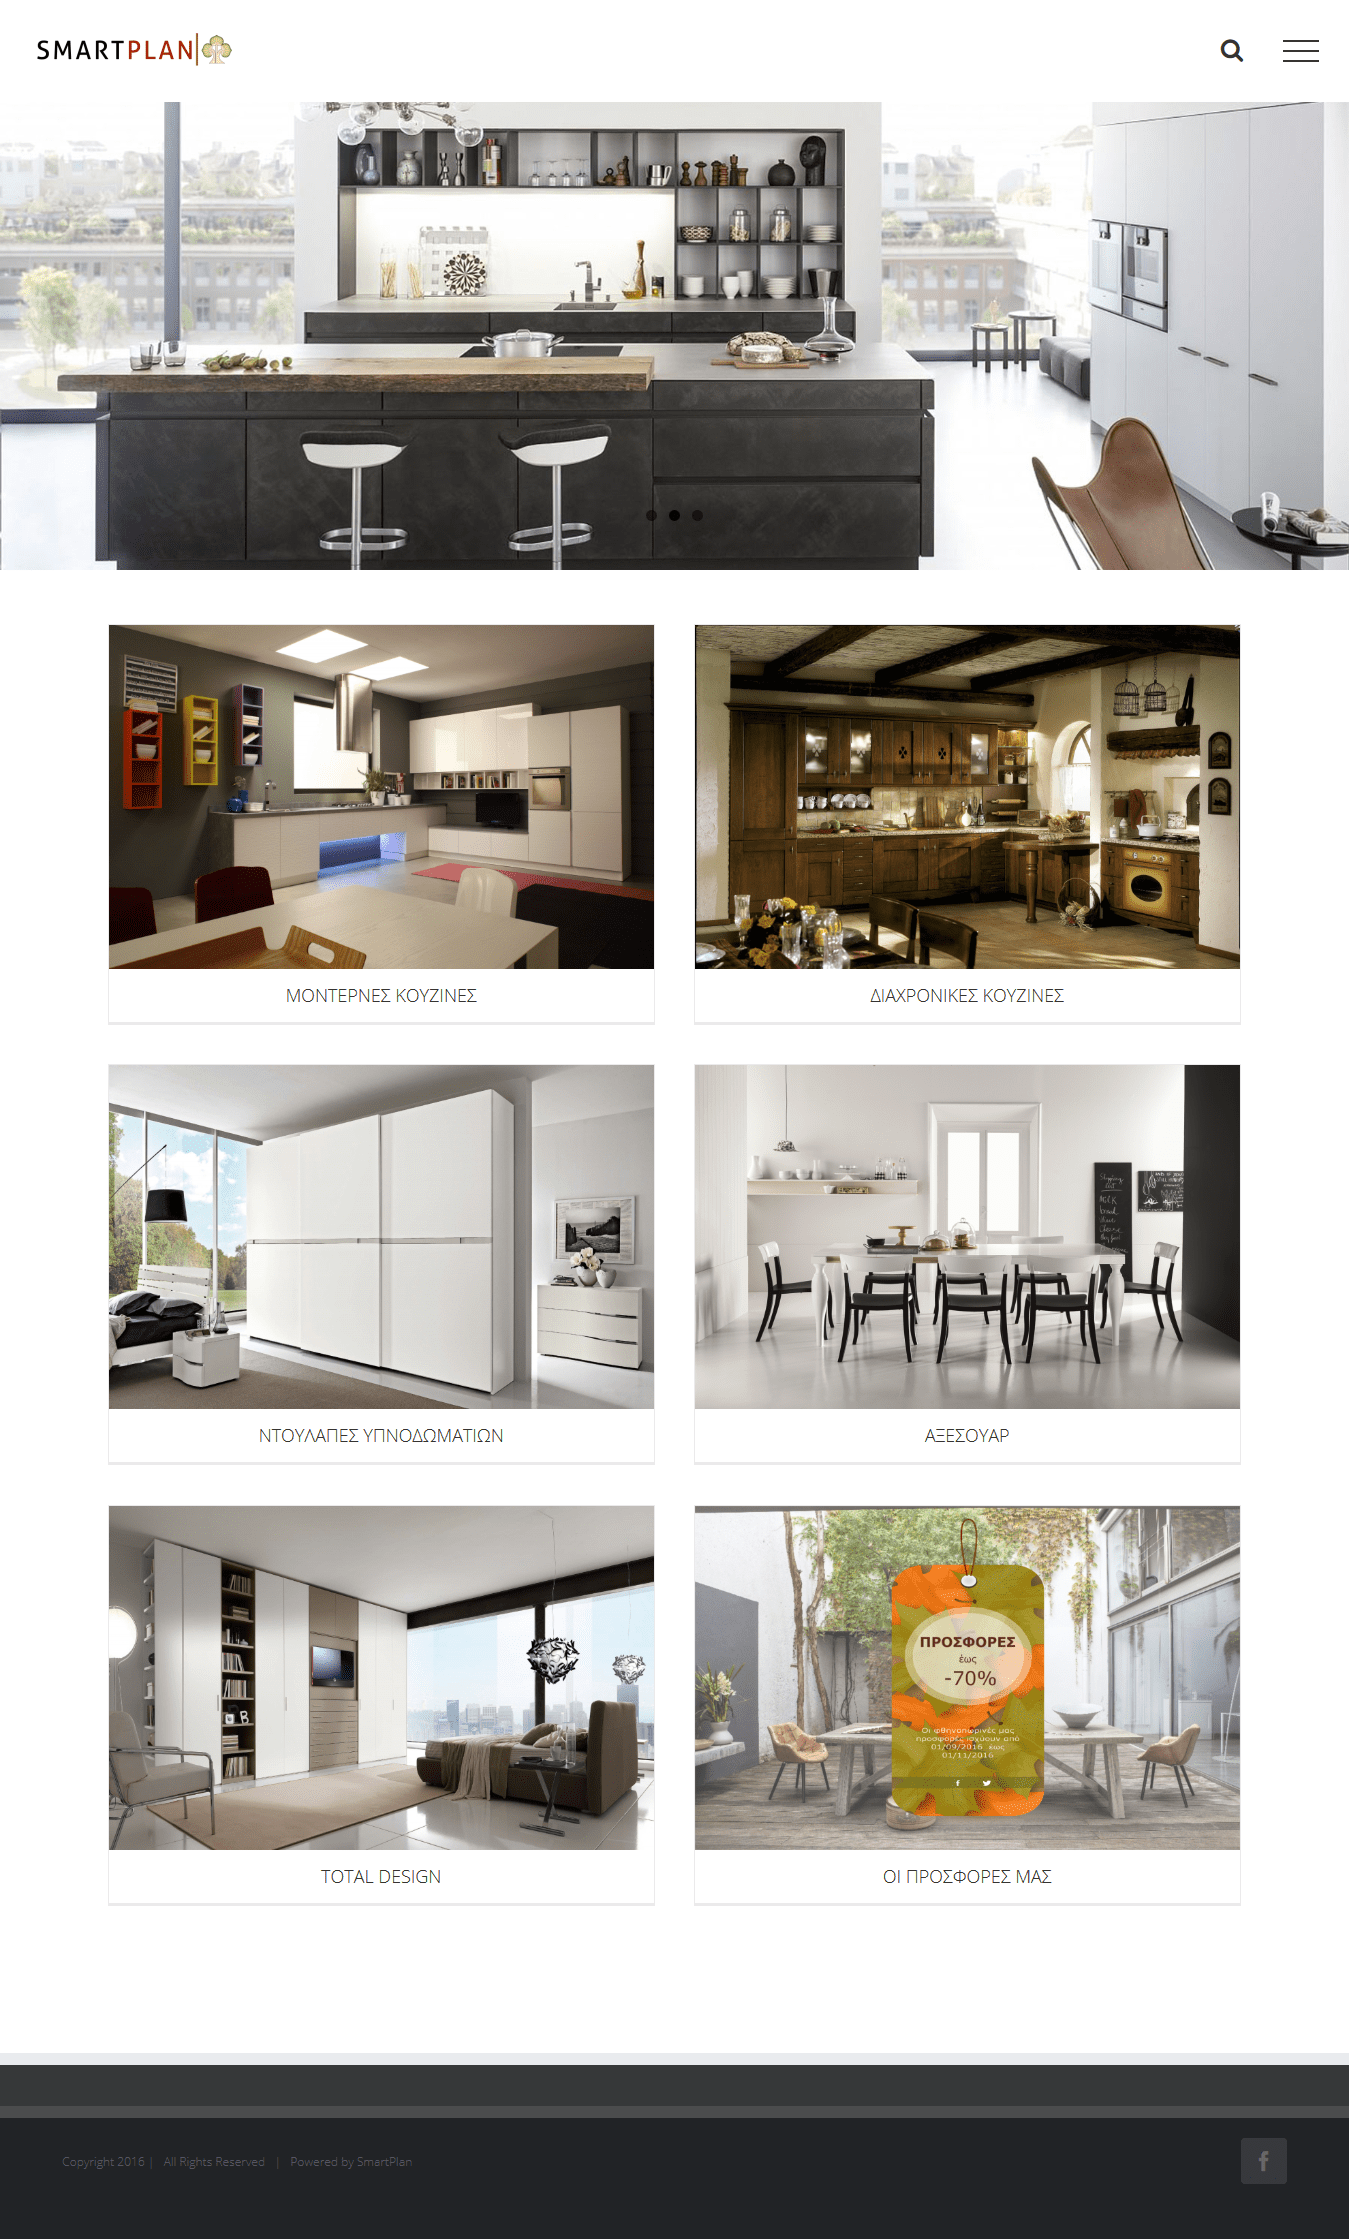 SMARTPLAN
ΜΟΝΤΕΡΝΕΣ ΚΟΥΖΙΝΕΣ
ΔΙΑΧΡΟΝΙΚΕΣ ΚΟΥΖΙΝΕΣ
ΝΤΟΥΛΑΠΕΣ ΥΠΝΟΔΩΜΑΤΙΩΝ
ΑΞΕΣΟΥΑΡ
TOTAL DESIGN
ΠΡΟΣΦΟΡΕΣ
έως
-70%
Οι φθηνοπωρινές μας
προσφορές ισχύουν από
01/09/2016 έως
01/11/2016
ΟΙ ΠΡΟΣΦΟΡΕΣ ΜΑΣ
Copyright 2016 | All Rights Reserved | Powered by SmartPlan